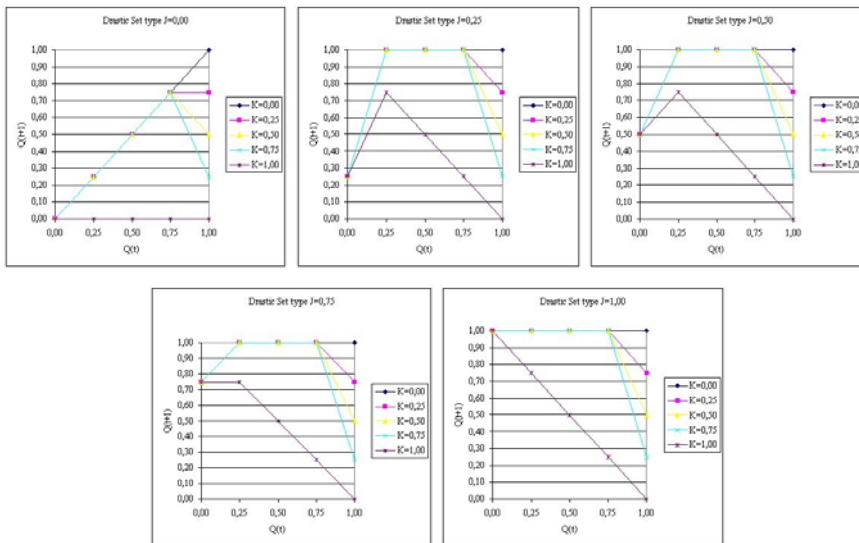 Drastic Set type J=0,00
1,00
0,90
0,80
0,70
0,60
0,50
0,40
0,30
0,20
0,10
0,00
Q(t+1)
0,00 0,25 0,50 0,75 1,00
Q(t)
K=0,00
K=0,25
K=0,50
K=0,75
K=1,00
Drastic Set type J=0,25
1,00
0,90
0,80
0,70
0,60
0,50
0,40
0,30
0,20
0,10
0,00
Q(t+1)
0,00 0,25 0,50 0,75 1,00
Q(t)
K=0,00
K=0,25
K=0,50
K=0,75
K=1,00
Drastic Set type J=0,50
1,00
0,90
0,80
0,70
0,60
0,50
0,40
0,30
0,20
0,10
0,00
Q(t+1)
0,00 0,25 0,50 0,75 1,00
Q(t)
K=0,00
K=0,2
K=0,5
K=0,75
K=1,00
Drastic Set type J=0,75
1,00
0,90
0,80
0,70
0,60
0,50
0,40
0,30
0,20
0,10
0,00
Q(t+1)
0,00 0,25 0,50 0,75 1,00
Q(t)
K=0,00
K=0,25
K=0,50
K=0,75
K=1,00
Drastic Set type J=1,00
1,00
0,90
0,80
0,70
0,60
0,50
0,40
0,30
0,20
0,10
0,00
Q(t+1)
0,00 0,25 0,50 0,75 1,00
Q(t)
K=0,00
K=0,25
K=0,50
K=0,75
K=1,00